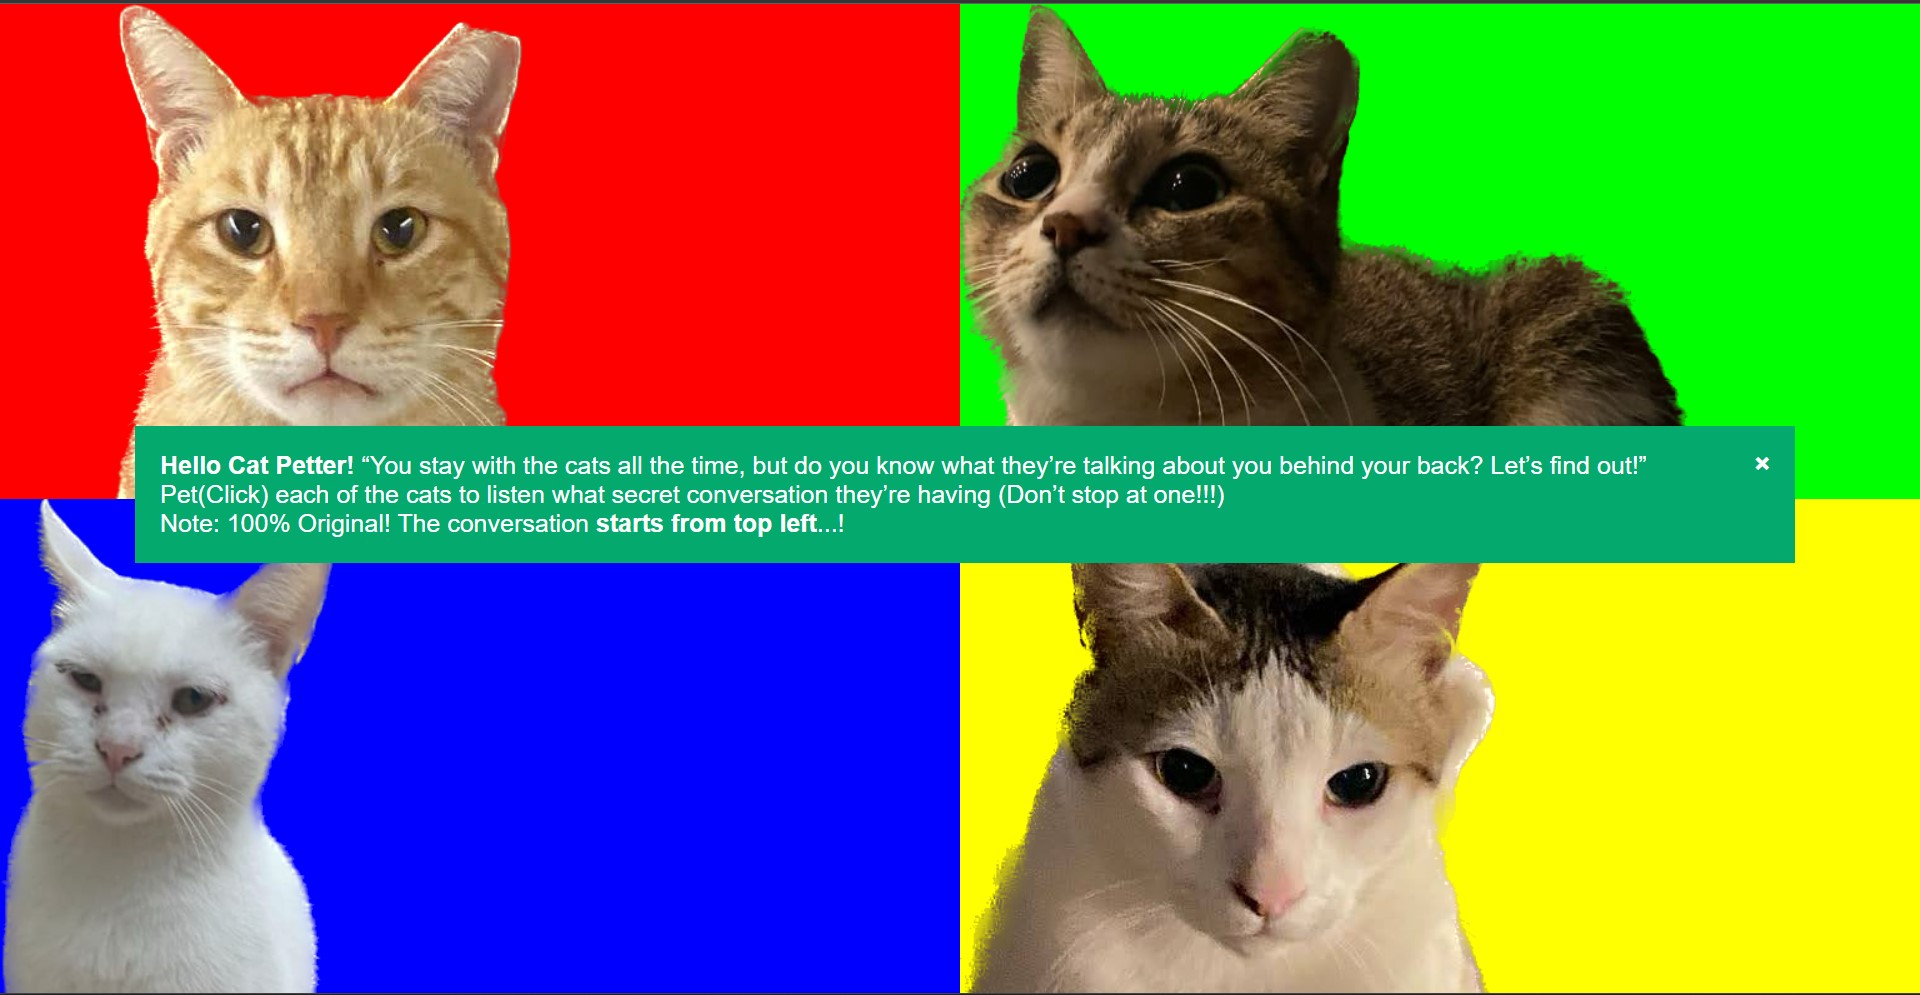 Hello Cat Petter! “You stay with the cats all the time, but do you know what they’re talking about you behind your back? Let’s find out!”
Pet(Click) each of the cats to listen what secret conversation they’re having (Don’t stop at one!!!)
Note: 100% Original! The conversation starts from top left...!